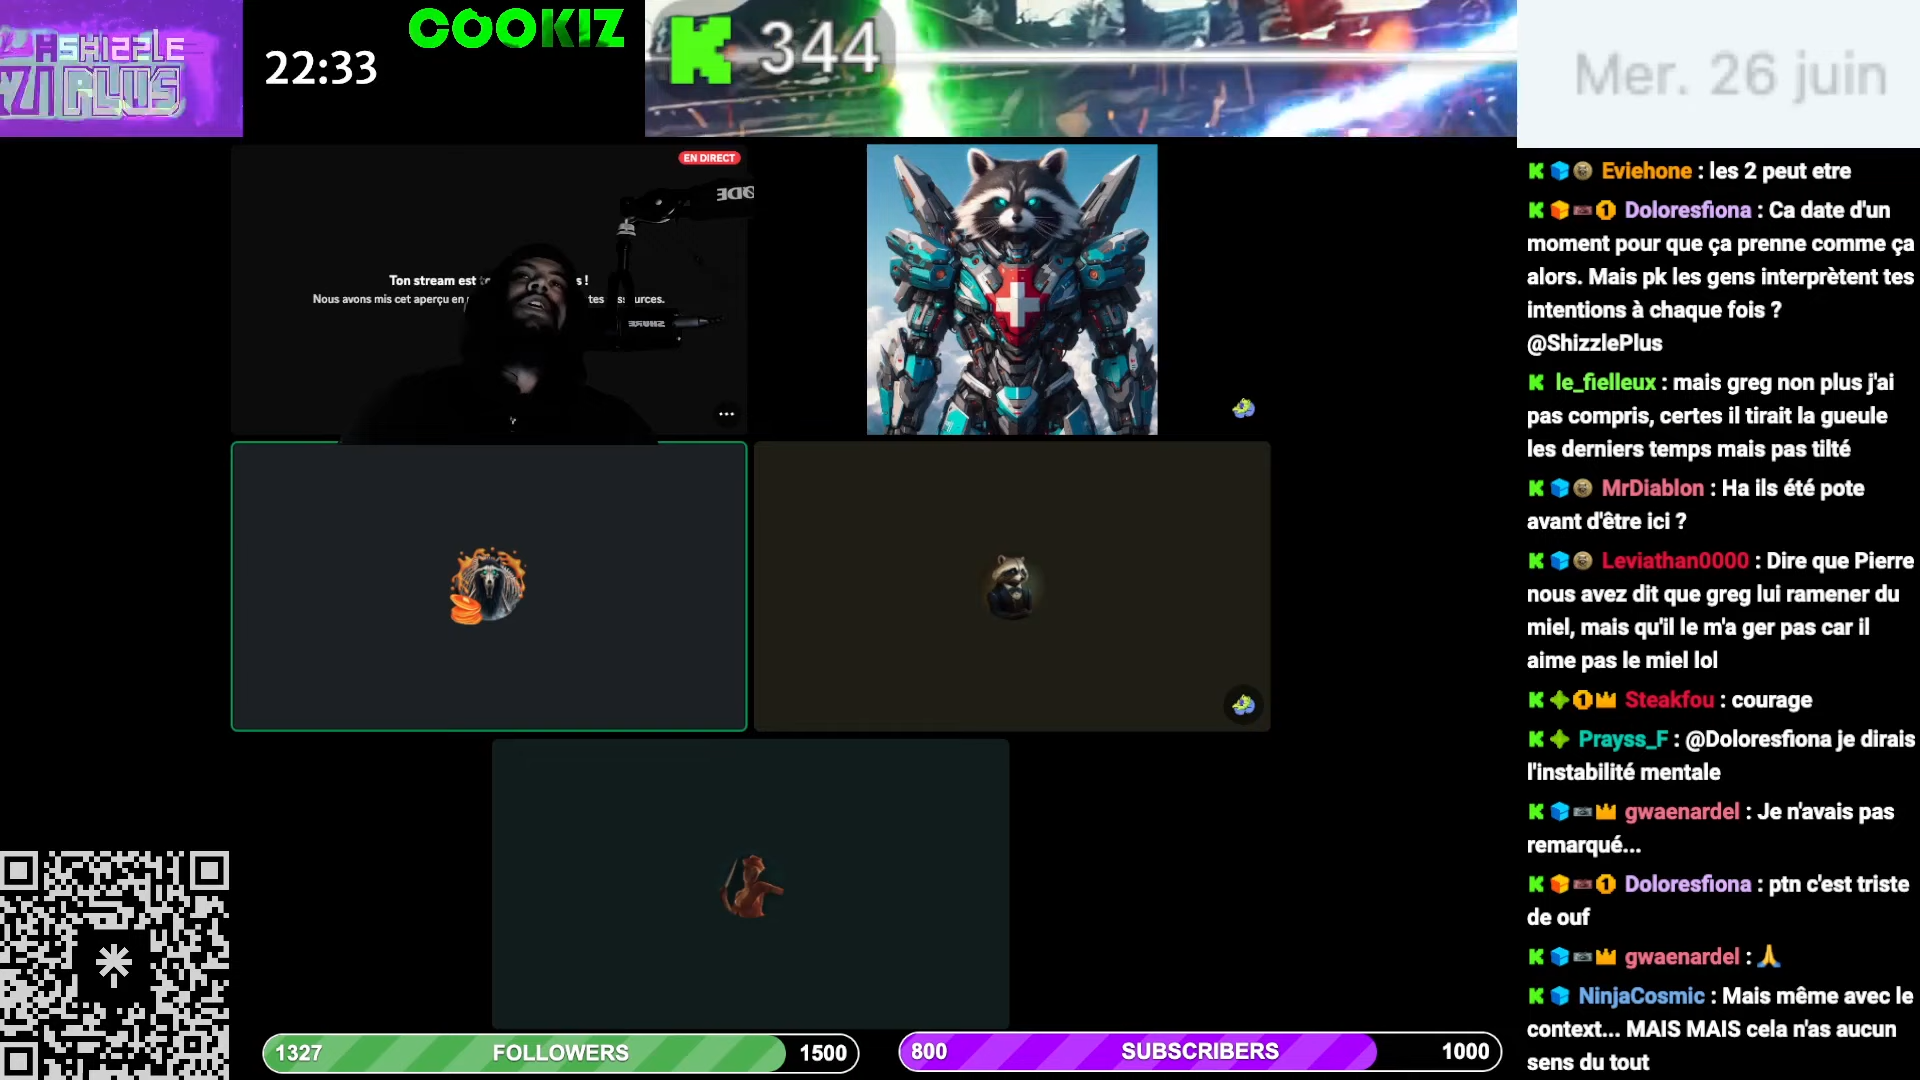 ASHIZZLE
PLUS
22:33
COOKIZ
K 344
Mer. 26 juin
EN DIRECT
Ton stream est s !
Nous avons mis cet aperçu en
RODE
SHURE
Eviehone : les 2 peut etre
Doloresfiona : Ca date d'un
moment pour que ça prenne comme ça
alors. Mais pk les gens interprètent tes
intentions à chaque fois ?
@ShizzlePlus
le_fielleux : mais greg non plus j'ai
pas compris, certes il tirait la gueule
les derniers temps mais pas tilté
MrDiablon : Ha ils été pote
avant d'être ici ?
Leviathan0000 : Dire que Pierre
nous avez dit que greg lui ramener du
miel, mais qu'il le m'a ger pas car il
aime pas le miel lol
Steakfou : courage
Prayss_F : @Doloresfiona je dirais
l'instabilité mentale
gwaenardel : Je n'avais pas
remarqué...
Doloresfiona : ptn c'est triste
de ouf
gwaenardel : 🙏
NinjaCosmic : Mais même avec le
context... MAIS MAIS cela n'as aucun
sens du tout
1327 FOLLOWERS 1500
800 SUBSCRIBERS 1000